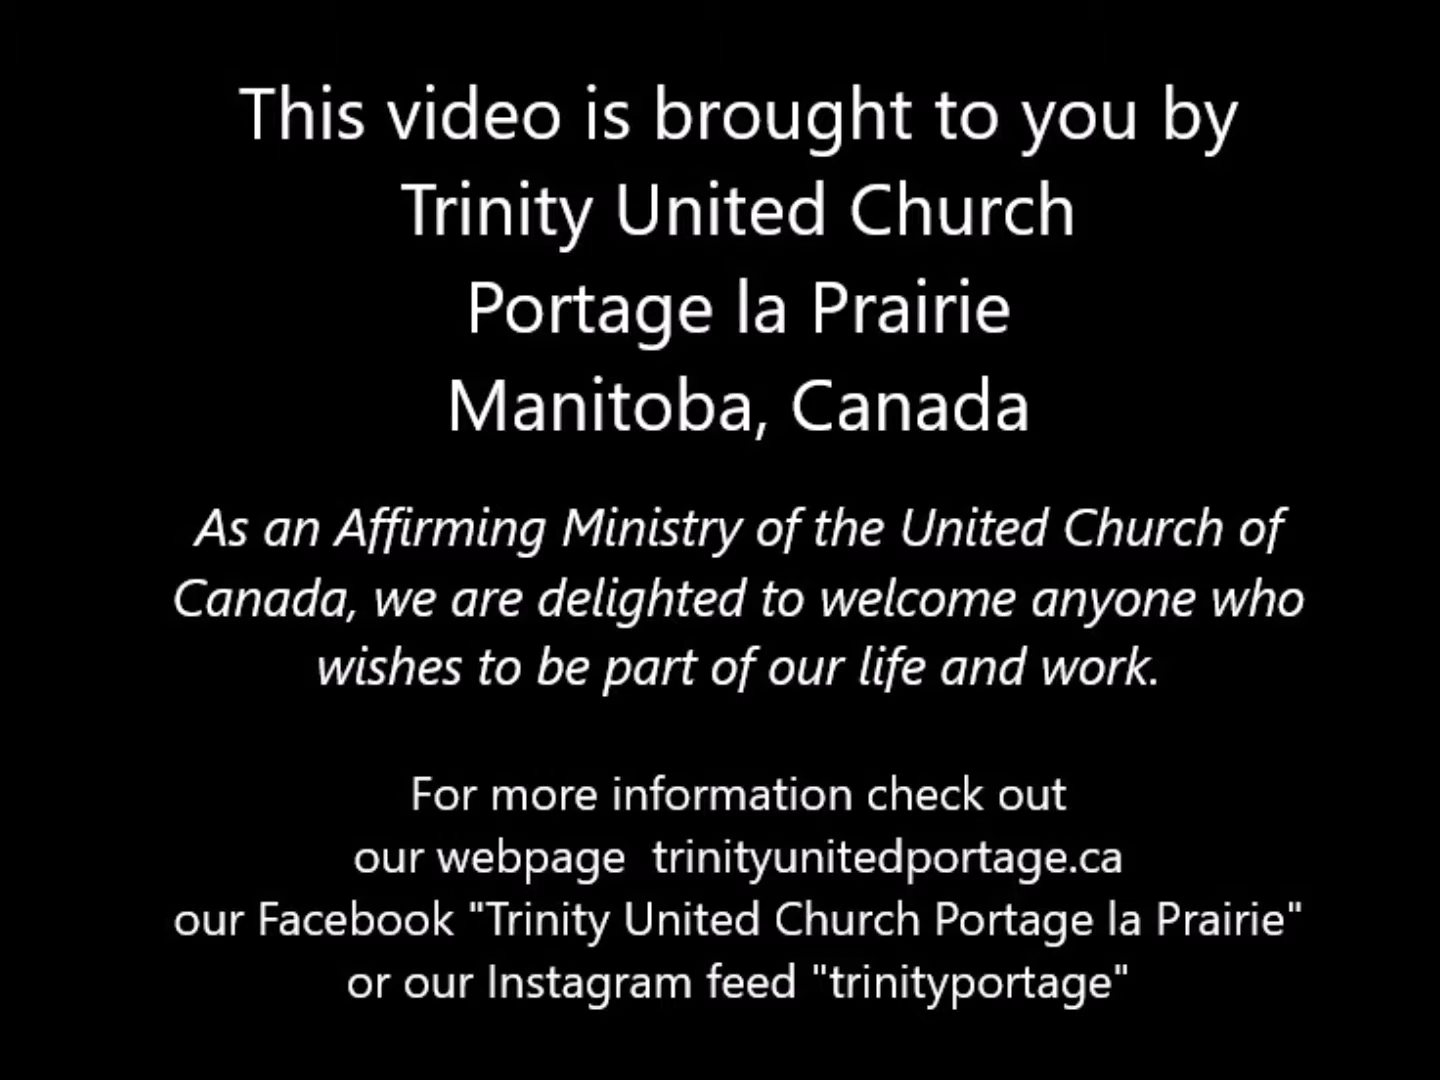 This video is brought to you by
Trinity United Church
Portage la Prairie
Manitoba, Canada
As an Affirming Ministry of the United Church of
Canada, we are delighted to welcome anyone who
wishes to be part of our life and work.
For more information check out
our webpage  trinityunitedportage.ca
our Facebook "Trinity United Church Portage la Prairie"
or our Instagram feed "trinityportage"